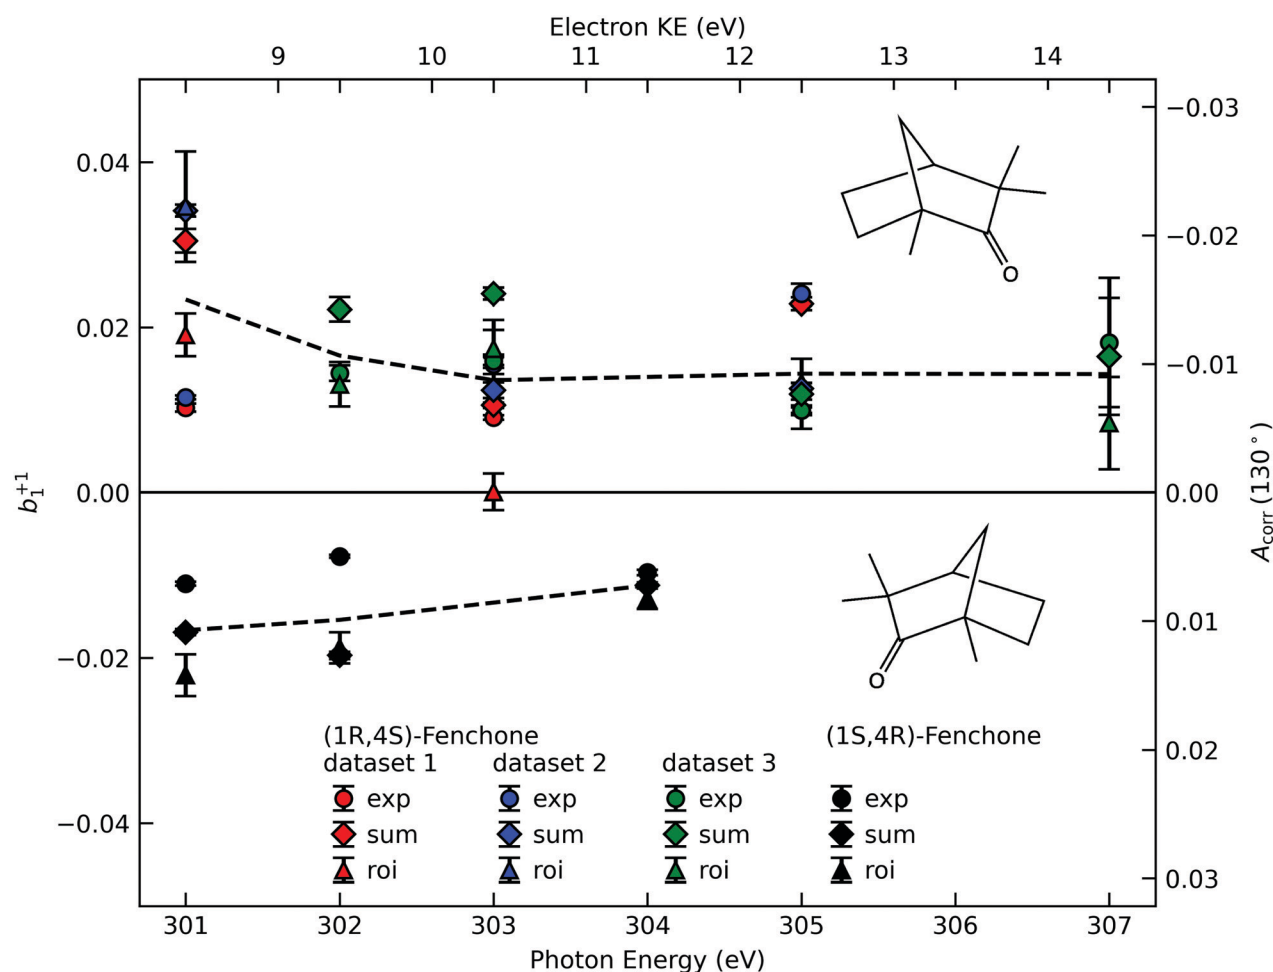 Electron KE (eV)
9 10 11 12 13 14
0.04
0.02
0.00
−0.02
−0.04
b₁⁺¹
−0.03
−0.02
−0.01
0.00
0.01
0.02
0.03
A_corr (130°)
O
O
(1R,4S)-Fenchone (1S,4R)-Fenchone
dataset 1 dataset 2 dataset 3
exp exp exp exp
sum sum sum sum
roi roi roi roi
301 302 303 304 305 306 307
Photon Energy (eV)